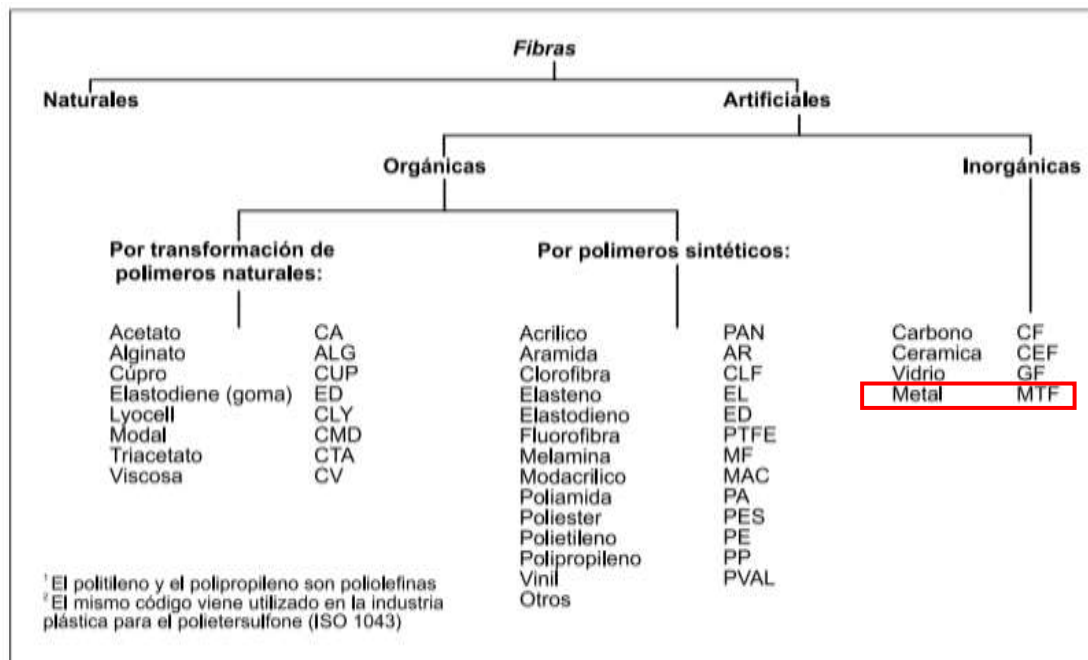 Fibras
Naturales
Artificiales
Orgánicas
Inorgánicas
Por transformación de
polimeros naturales:
Por polimeros sintéticos:
Acetato CA
Alginato ALG
Cúpro CUP
Elastodiene (goma) ED
Lyocell CLY
Modal CMD
Triacetato CTA
Viscosa CV
Acrilico PAN
Aramida AR
Clorofibra CLF
Elasteno EL
Elastodieno ED
Fluorofibra PTFE
Melamina MF
Modacrilico MAC
Poliamida PA
Poliester PES
Polietileno PE
Polipropileno PP
Vinil PVAL
Otros
Carbono CF
Ceramica CEF
Vidrio GF
Metal MTF
¹ El politileno y el polipropileno son poliolefinas
² El mismo código viene utilizado en la industria
plástica para el polietersulfone (ISO 1043)